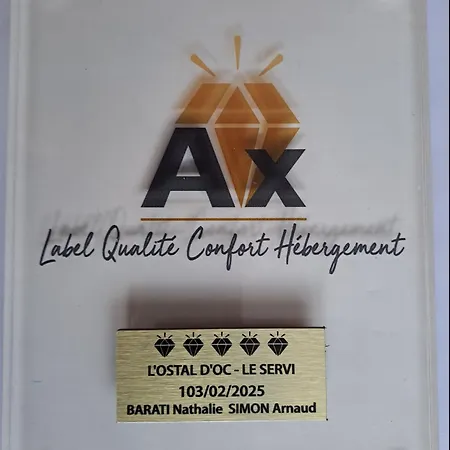 Ax
Label Qualité Confort Hébergement
L'OSTAL D'OC - LE SERVI
103/02/2025
BARATI Nathalie SIMON Arnaud